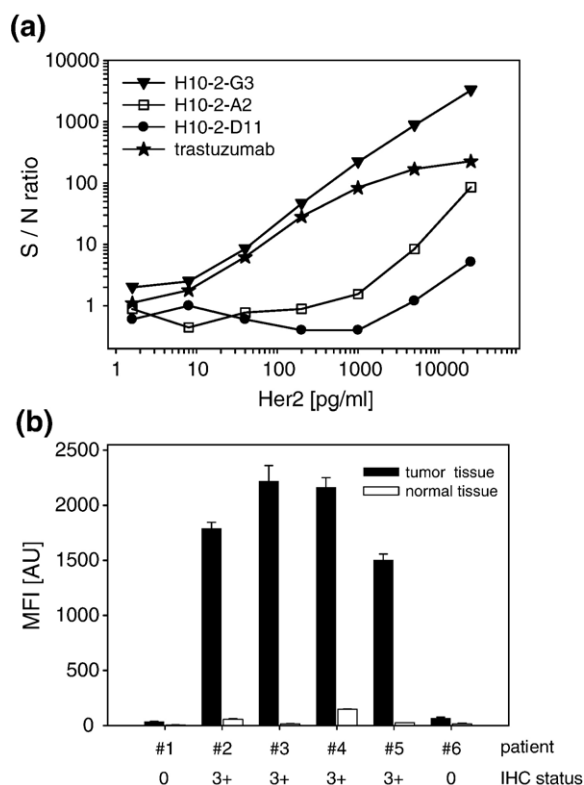 (a)
10000
1000
100
10
1
S / N ratio
H10-2-G3
H10-2-A2
H10-2-D11
trastuzumab
1 10 100 1000 10000
Her2 [pg/ml]
(b)
2500
2000
1500
1000
500
0
MFI [AU]
tumor tissue
normal tissue
#1 #2 #3 #4 #5 #6 patient
0 3+ 3+ 3+ 3+ 0 IHC status